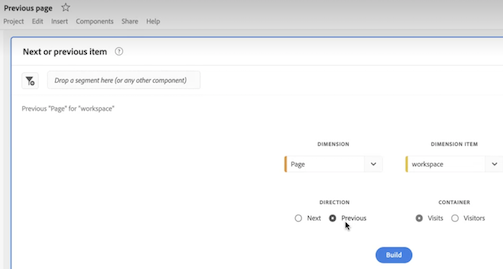 Previous page
Project Edit Insert Components Share Help
Next or previous item
Drop a segment here (or any other component)
Previous "Page" for "workspace"
DIMENSION DIMENSION ITEM
Page workspace
DIRECTION CONTAINER
Next Previous Visits Visitors
Build